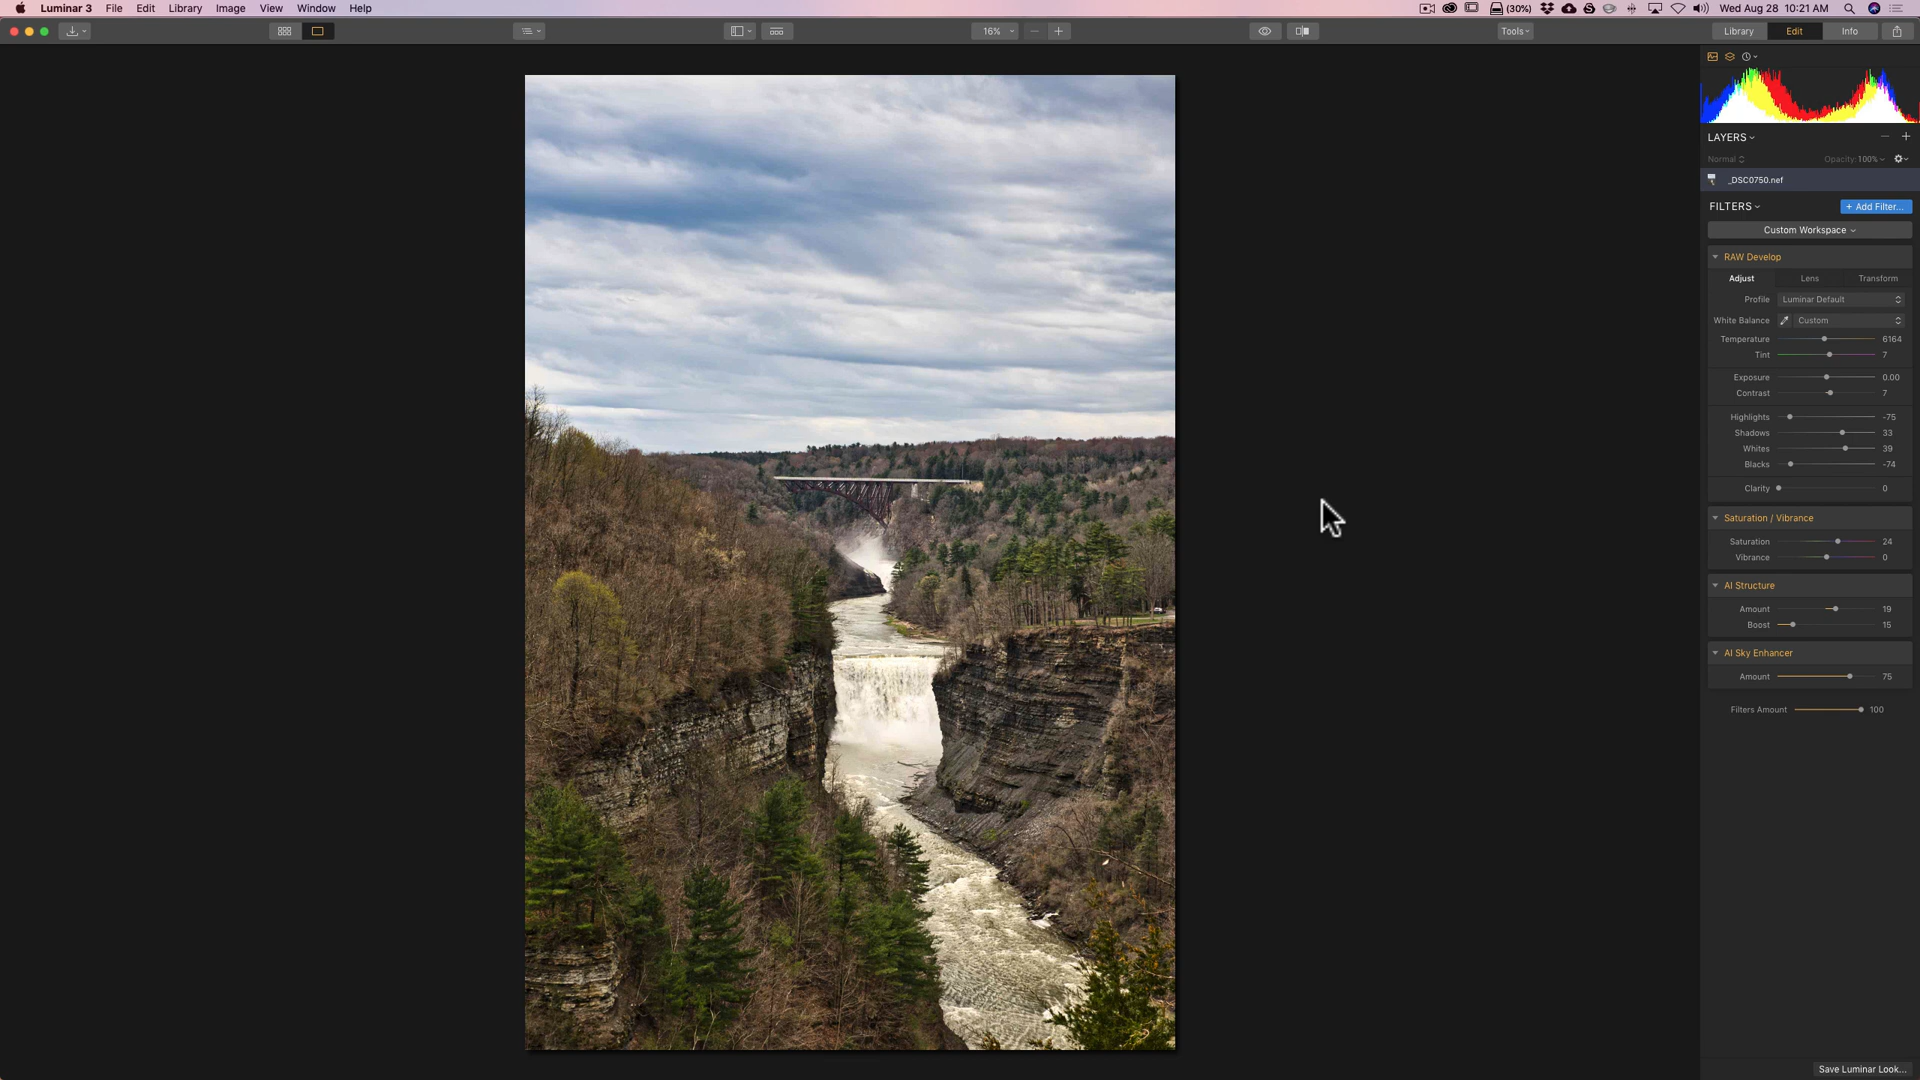 Luminar 3 File Edit Library Image View Window Help (30%) Wed Aug 28 10:21 AM
16% Tools Library Edit Info
LAYERS
Normal Opacity: 100%
_DSC0750.nef
FILTERS + Add Filter...
Custom Workspace
RAW Develop
Adjust Lens Transform
Profile Luminar Default
White Balance Custom
Temperature 6164
Tint 7
Exposure 0.00
Contrast 7
Highlights -75
Shadows 33
Whites 39
Blacks -74
Clarity 0
Saturation / Vibrance
Saturation 24
Vibrance 0
AI Structure
Amount 19
Boost 15
AI Sky Enhancer
Amount 75
Filters Amount 100
Save Luminar Look...